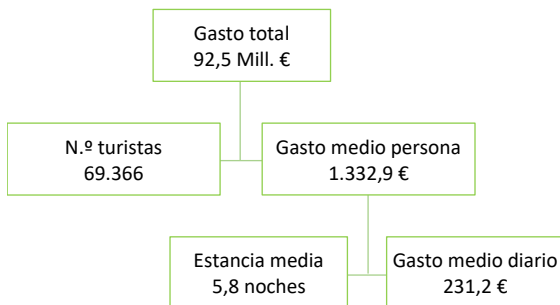 Gasto total
92,5 Mill. €
N.º turistas
69.366
Gasto medio persona
1.332,9 €
Estancia media
5,8 noches
Gasto medio diario
231,2 €